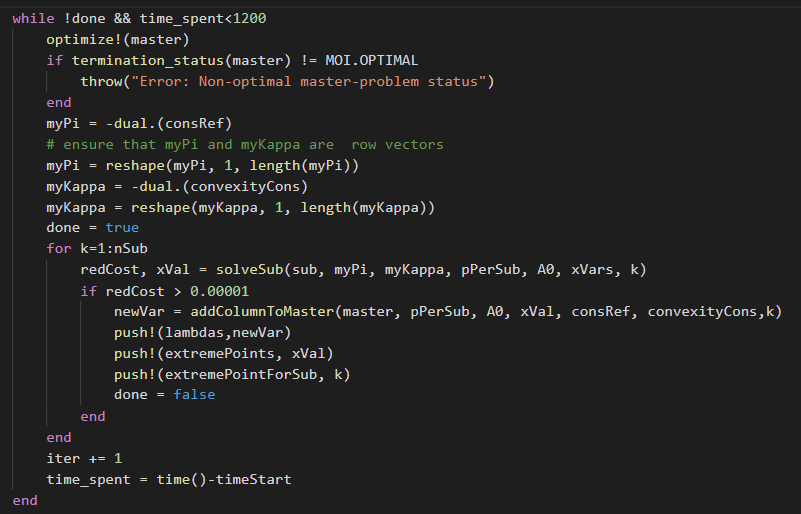 while !done && time_spent<1200
    optimize!(master)
    if termination_status(master) != MOI.OPTIMAL
        throw("Error: Non-optimal master-problem status")
    end
    myPi = -dual.(consRef)
    # ensure that myPi and myKappa are  row vectors
    myPi = reshape(myPi, 1, length(myPi))
    myKappa = -dual.(convexityCons)
    myKappa = reshape(myKappa, 1, length(myKappa))
    done = true
    for k=1:nSub
        redCost, xVal = solveSub(sub, myPi, myKappa, pPerSub, A0, xVars, k)
        if redCost > 0.00001
            newVar = addColumnToMaster(master, pPerSub, A0, xVal, consRef, convexityCons,k)
            push!(lambdas,newVar)
            push!(extremePoints, xVal)
            push!(extremePointForSub, k)
            done = false
        end
    end
    iter += 1
    time_spent = time()-timeStart
end